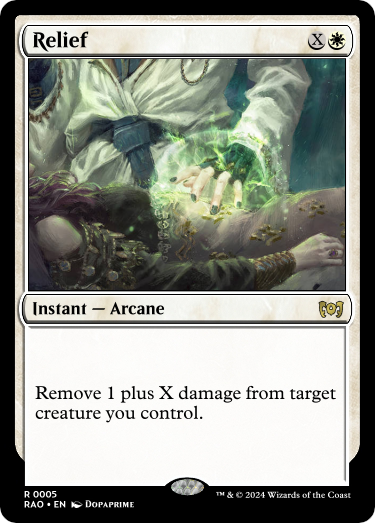 Relief X
Instant — Arcane
Remove 1 plus X damage from target
creature you control.
R 0005
RAO • EN DOPAPRIME
™ & © 2024 Wizards of the Coast